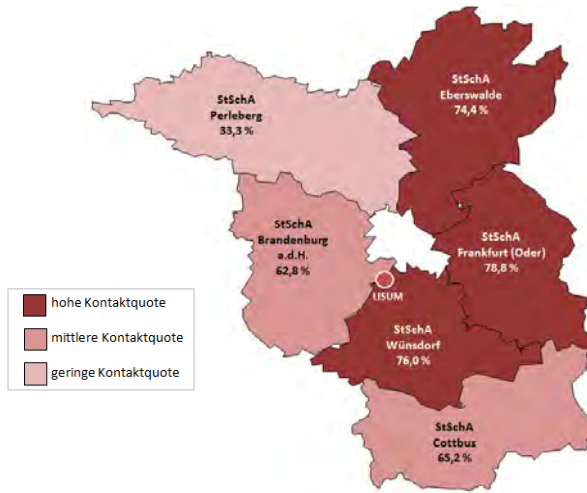 StSchA
Eberswalde
74,4 %
StSchA
Perleberg
33,3 %
StSchA
Brandenburg
a.d.H.
62,8 %
StSchA
Frankfurt (Oder)
78,8 %
LISUM
StSchA
Wünsdorf
76,0 %
StSchA
Cottbus
65,2 %
hohe Kontaktquote
mittlere Kontaktquote
geringe Kontaktquote